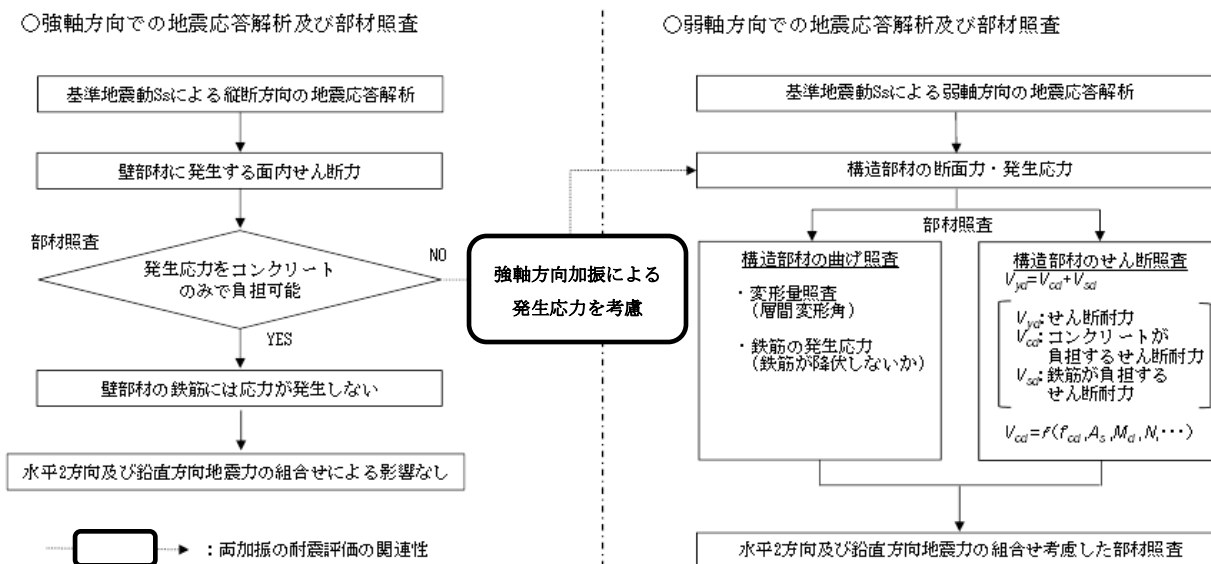 ○強軸方向での地震応答解析及び部材照査
基準地震動Ssによる縦断方向の地震応答解析
壁部材に発生する面内せん断力
部材照査
発生応力をコンクリート
のみで負担可能
NO
YES
壁部材の鉄筋には応力が発生しない
水平2方向及び鉛直方向地震力の組合せによる影響なし
：両加振の耐震評価の関連性
強軸方向加振による
発生応力を考慮
○弱軸方向での地震応答解析及び部材照査
基準地震動Ssによる弱軸方向の地震応答解析
構造部材の断面力・発生応力
部材照査
構造部材の曲げ照査
・変形量照査
（層間変形角）
・鉄筋の発生応力
（鉄筋が降伏しないか）
構造部材のせん断照査
Vyd=Vcd+Vsd
Vyd:せん断耐力
Vcd:コンクリートが
負担するせん断耐力
Vsd:鉄筋が負担する
せん断耐力
Vcd=f(f'cd,As,Md,N,・・・)
水平2方向及び鉛直方向地震力の組合せ考慮した部材照査